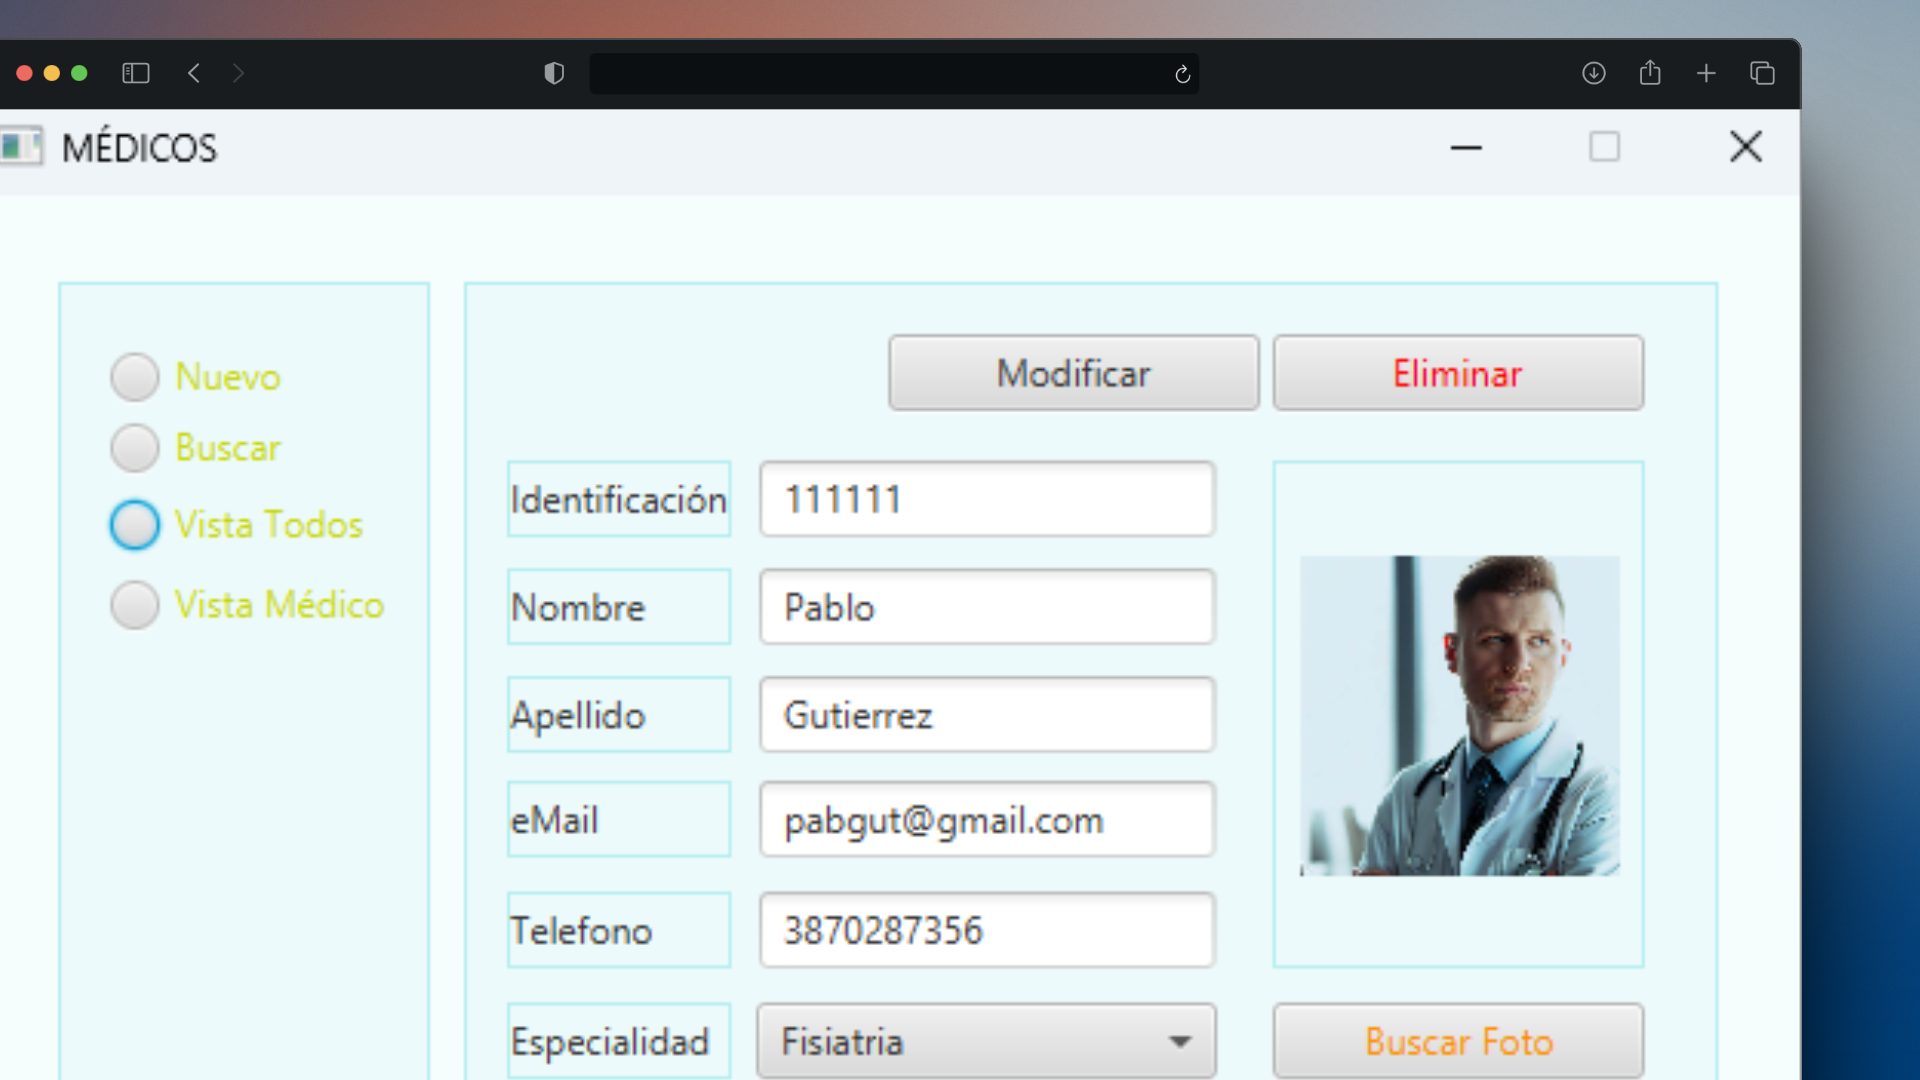 MÉDICOS
Nuevo
Buscar
Vista Todos
Vista Médico
Modificar
Eliminar
Identificación
111111
Nombre
Pablo
Apellido
Gutierrez
eMail
pabgut@gmail.com
Telefono
3870287356
Especialidad
Fisiatria
Buscar Foto